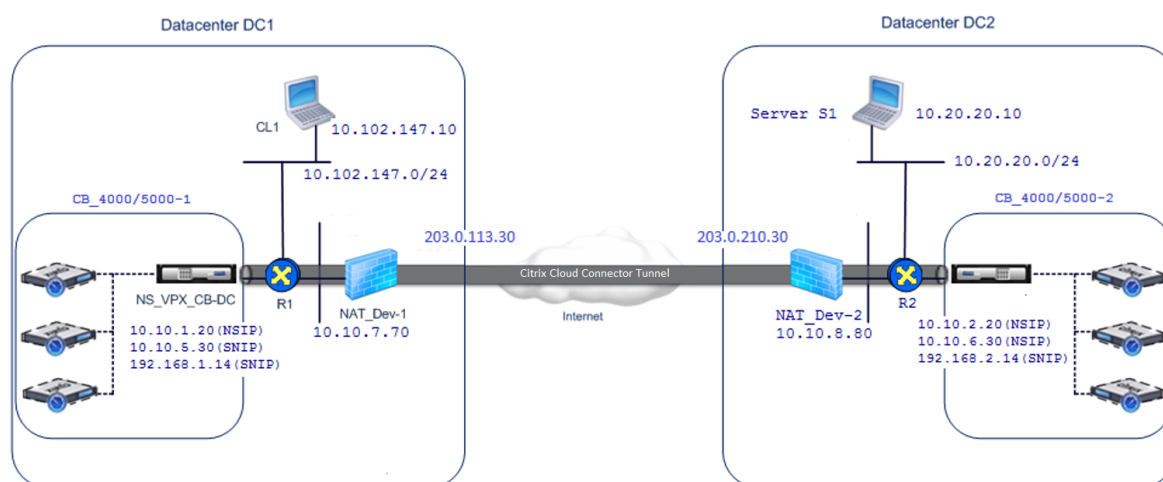 Datacenter DC1
Datacenter DC2
CL1
10.102.147.10
10.102.147.0/24
Server S1
10.20.20.10
10.20.20.0/24
CB_4000/5000-1
CB_4000/5000-2
203.0.113.30
203.0.210.30
Citrix Cloud Connector Tunnel
Internet
NS_VPX_CB-DC
R1
NAT_Dev-1
10.10.7.70
NAT_Dev-2
10.10.8.80
R2
10.10.1.20(NSIP)
10.10.5.30(SNIP)
192.168.1.14(SNIP)
10.10.2.20(NSIP)
10.10.6.30(NSIP)
192.168.2.14(SNIP)